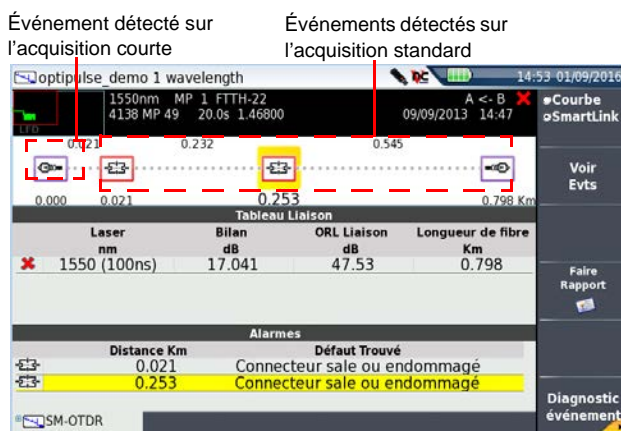 Événement détecté sur
l'acquisition courte
Événements détectés sur
l'acquisition standard
optipulse_demo 1 wavelength
14:53 01/09/2016
1550nm MP 1 FTTH-22 A <- B
4138 MP 49 20.0s 1.46800 09/09/2013 14:47
LFD
Courbe
SmartLink
0.021 0.232 0.545
0.000 0.021 0.253 0.798 Km
Voir
Evts
Tableau Liaison
Laser Bilan ORL Liaison Longueur de fibre
nm dB dB Km
1550 (100ns) 17.041 47.53 0.798
Faire
Rapport
Alarmes
Distance Km Défaut Trouvé
0.021 Connecteur sale ou endommagé
0.253 Connecteur sale ou endommagé
Diagnostic
événement
SM-OTDR